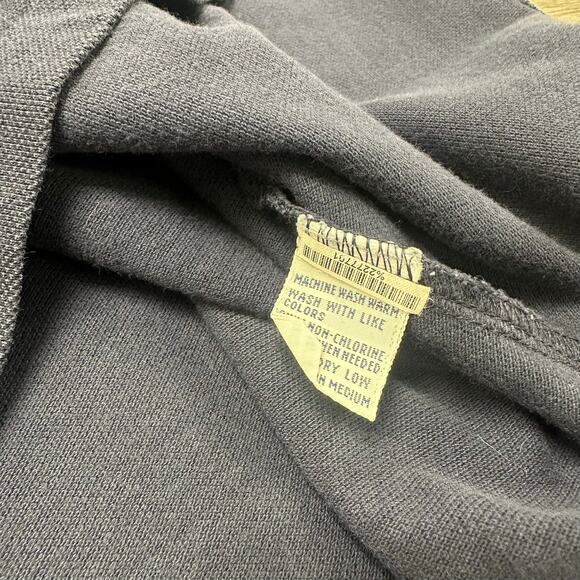 MACHINE WASH WARM
WASH WITH LIKE
COLORS
NON-CHLORINE
WHEN NEEDED
DRY LOW
MEDIUM